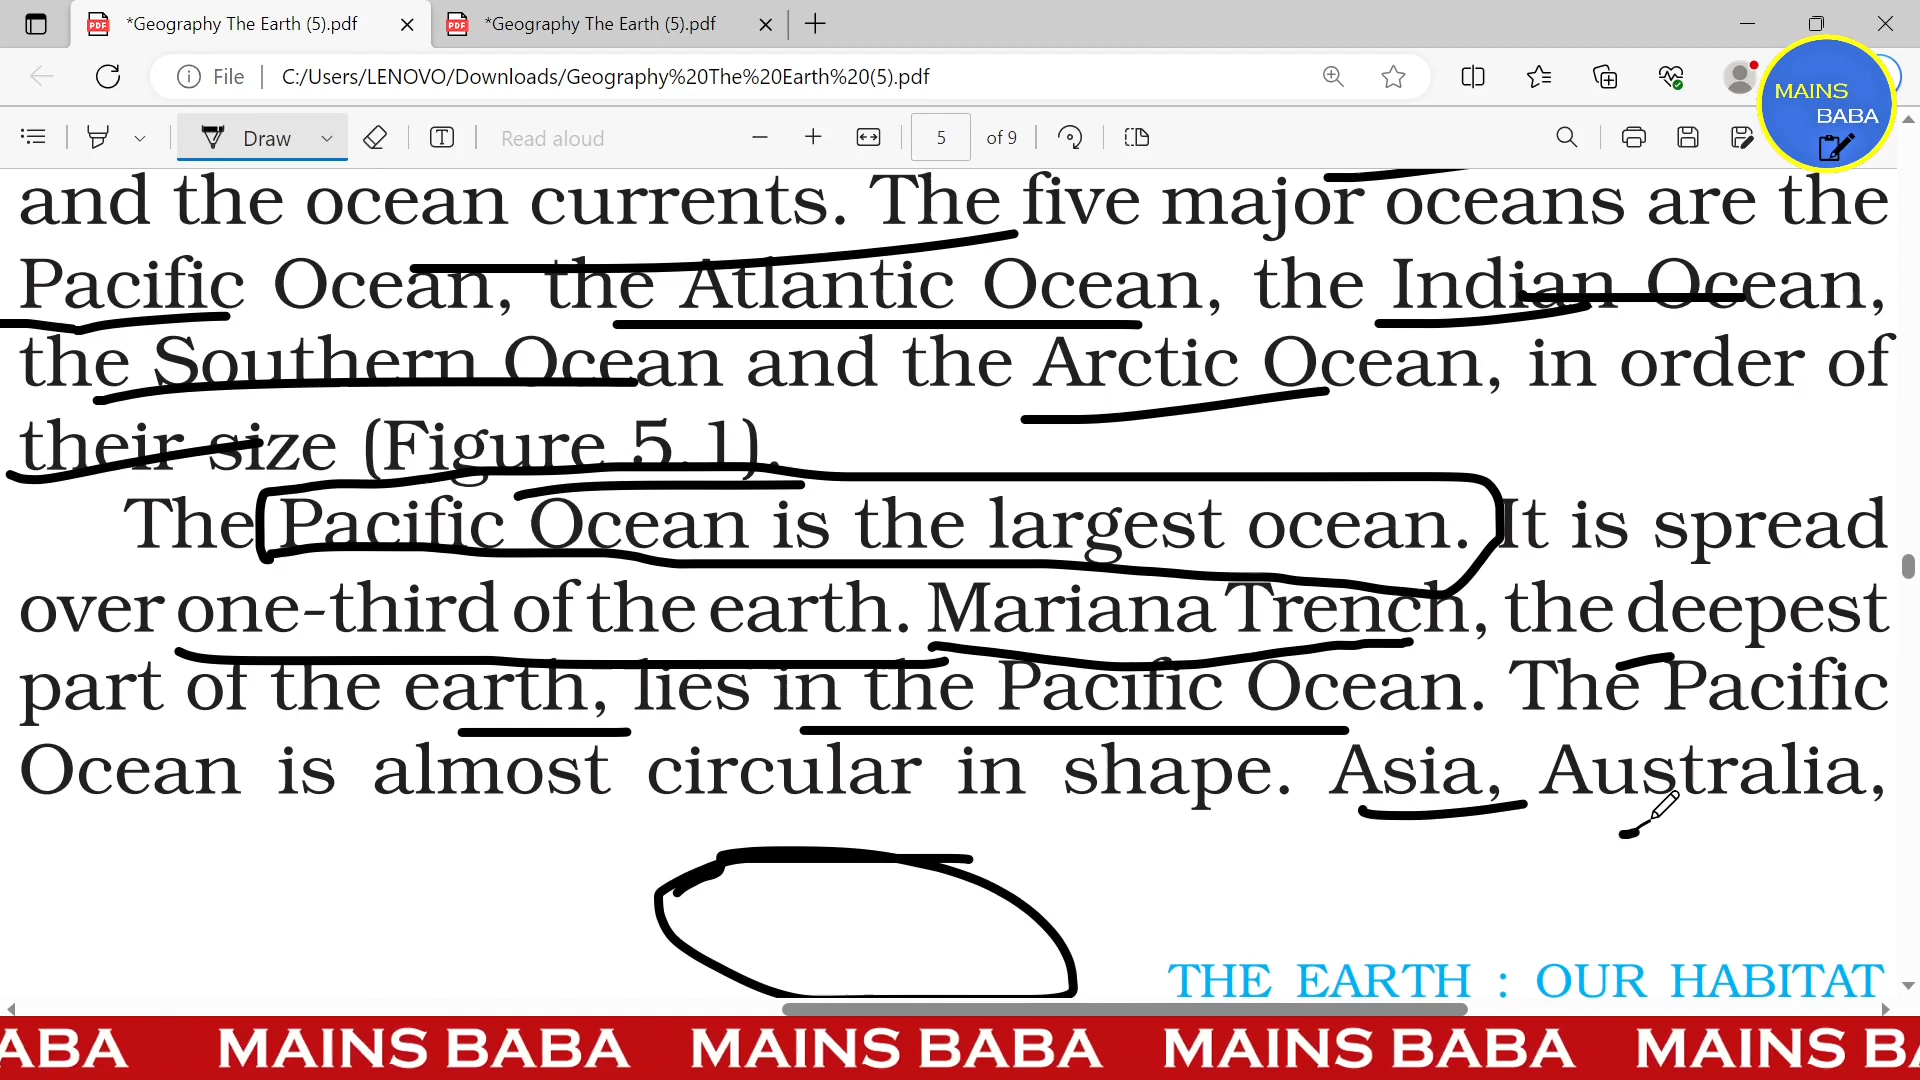 *Geography The Earth (5).pdf
*Geography The Earth (5).pdf
File
C:/Users/LENOVO/Downloads/Geography%20The%20Earth%20(5).pdf
MAINS
BABA
Draw
Read aloud
5
of 9
and the ocean currents. The five major oceans are the
Pacific Ocean, the Atlantic Ocean, the Indian Ocean,
the Southern Ocean and the Arctic Ocean, in order of
their size (Figure 5.1).
The Pacific Ocean is the largest ocean. It is spread
over one-third of the earth. Mariana Trench, the deepest
part of the earth, lies in the Pacific Ocean. The Pacific
Ocean is almost circular in shape. Asia, Australia,
THE EARTH : OUR HABITAT
ABA MAINS BABA MAINS BABA MAINS BABA MAINS BA